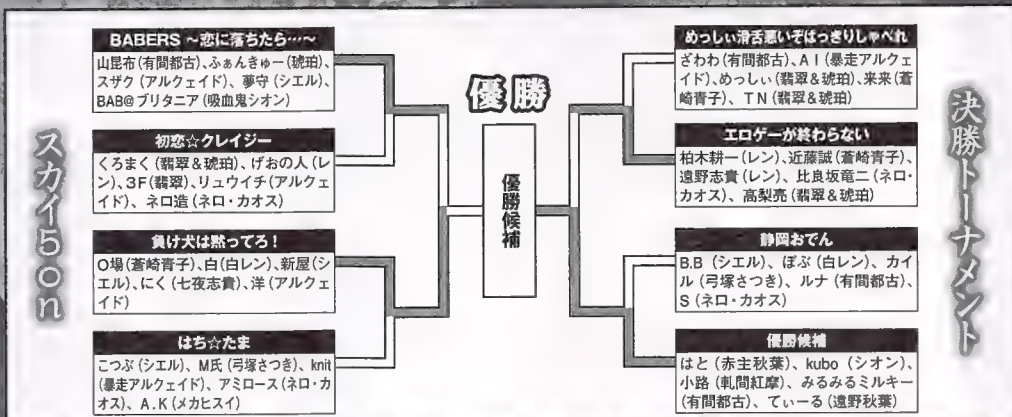 スカイ5on
決勝トーナメント
優勝
優勝候補
BABERS ～恋に落ちたら…～
山昆布(有間都古)、ふぁんきゅー(琥珀)、
スザク(アルクェイド)、夢守(シエル)、
BAB@ブリタニア(吸血鬼シオン)
初恋☆クレイジー
くろまく(翡翠&琥珀)、げおの人(レ
ン)、3F(翡翠)、リュウイチ(アルクェ
イド)、ネロ造(ネロ・カオス)
負け犬は黙ってろ！
O場(蒼崎青子)、白(白レン)、新屋(シ
エル)、にく(七夜志貴)、洋(アルクェ
イド)
はち☆たま
こつぶ(シエル)、M氏(弓塚さつき)、knit
(暴走アルクェイド)、アミロース(ネロ・カ
オス)、A.K(メカヒスイ)
めっしぃ滑舌悪いぞはっきりしゃべれ
ざわわ(有間都古)、AI(暴走アルクェ
イド)、めっしぃ(翡翠&琥珀)、来来(蒼
崎青子)、TN(翡翠&琥珀)
エロゲーが終わらない
柏木耕一(レン)、近藤誠(蒼崎青子)、
遠野志貴(レン)、比良坂竜二(ネロ・
カオス)、高梨亮(翡翠&琥珀)
静岡おでん
B.B(シエル)、ぽぷ(白レン)、カイ
ル(弓塚さつき)、ルナ(有間都古)、
S(ネロ・カオス)
優勝候補
はと(赤主秋葉)、kubo(シオン)、
小路(軋間紅摩)、みるみるミルキー
(有間都古)、てぃーる(遠野秋葉)